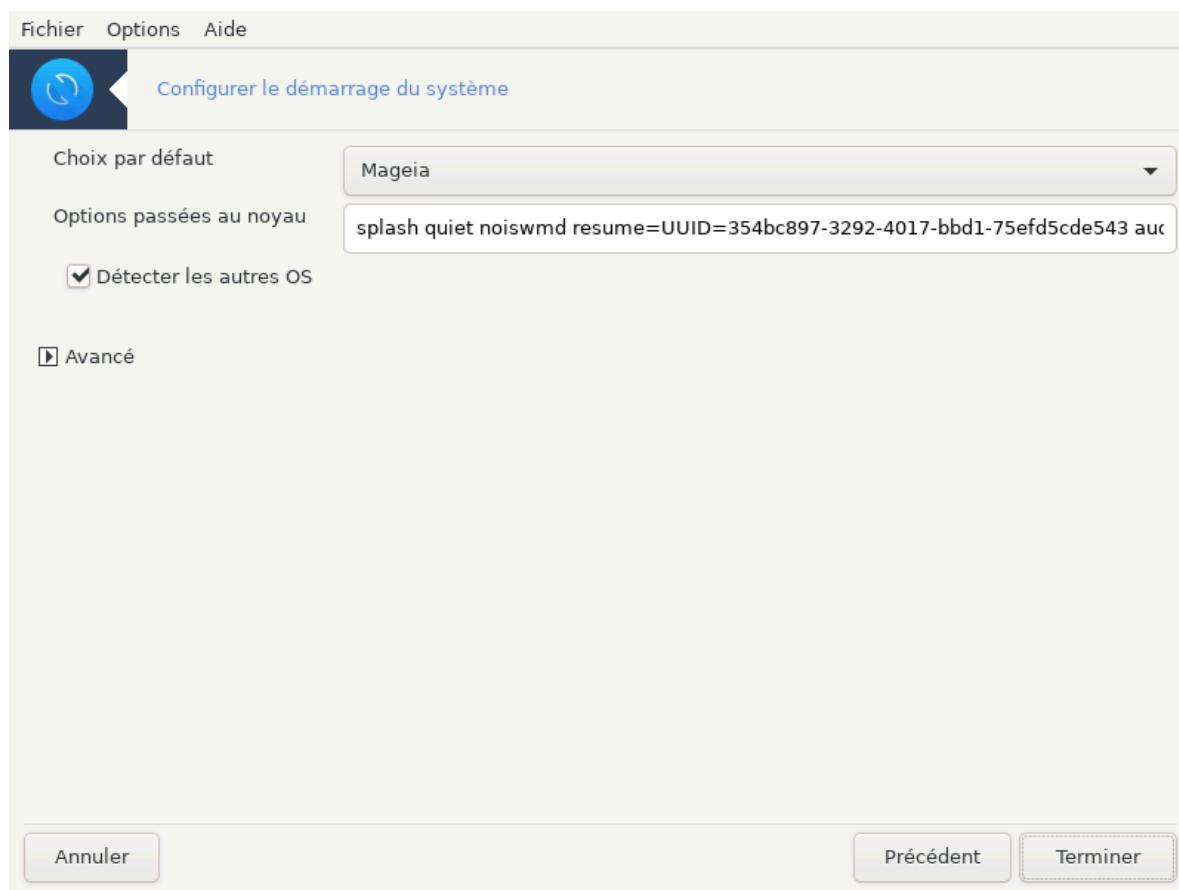 Fichier Options Aide
Configurer le démarrage du système
Choix par défaut
Mageia
Options passées au noyau
splash quiet noiswmd resume=UUID=354bc897-3292-4017-bbd1-75efd5cde543
Détecter les autres OS
Avancé
Annuler Précédent Terminer